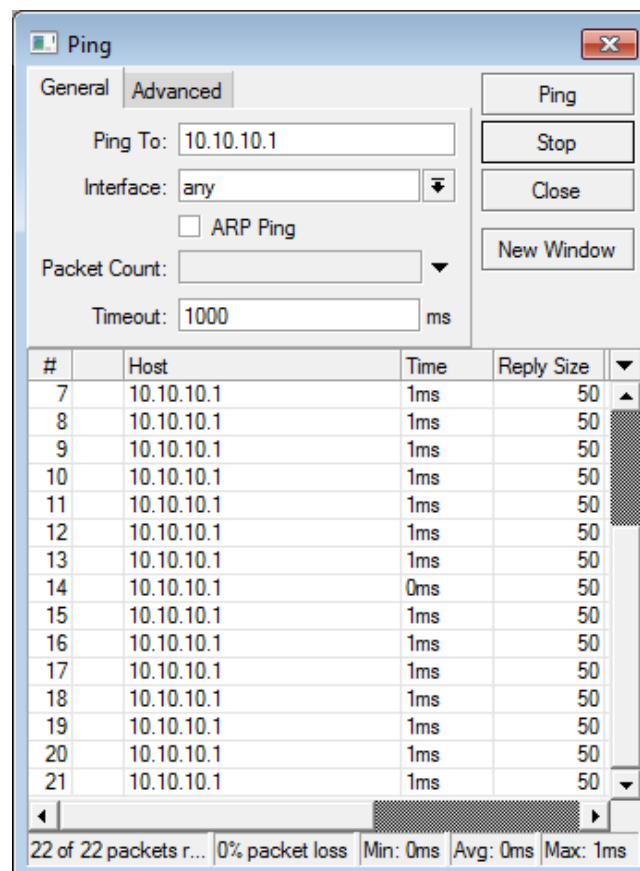 Ping
General Advanced Ping
Ping To: 10.10.10.1 Stop
Interface: any Close
ARP Ping
New Window
Packet Count:
Timeout: 1000 ms
# Host Time Reply Size
7 10.10.10.1 1ms 50
8 10.10.10.1 1ms 50
9 10.10.10.1 1ms 50
10 10.10.10.1 1ms 50
11 10.10.10.1 1ms 50
12 10.10.10.1 1ms 50
13 10.10.10.1 1ms 50
14 10.10.10.1 0ms 50
15 10.10.10.1 1ms 50
16 10.10.10.1 1ms 50
17 10.10.10.1 1ms 50
18 10.10.10.1 1ms 50
19 10.10.10.1 1ms 50
20 10.10.10.1 1ms 50
21 10.10.10.1 1ms 50
22 of 22 packets r... 0% packet loss Min: 0ms Avg: 0ms Max: 1ms